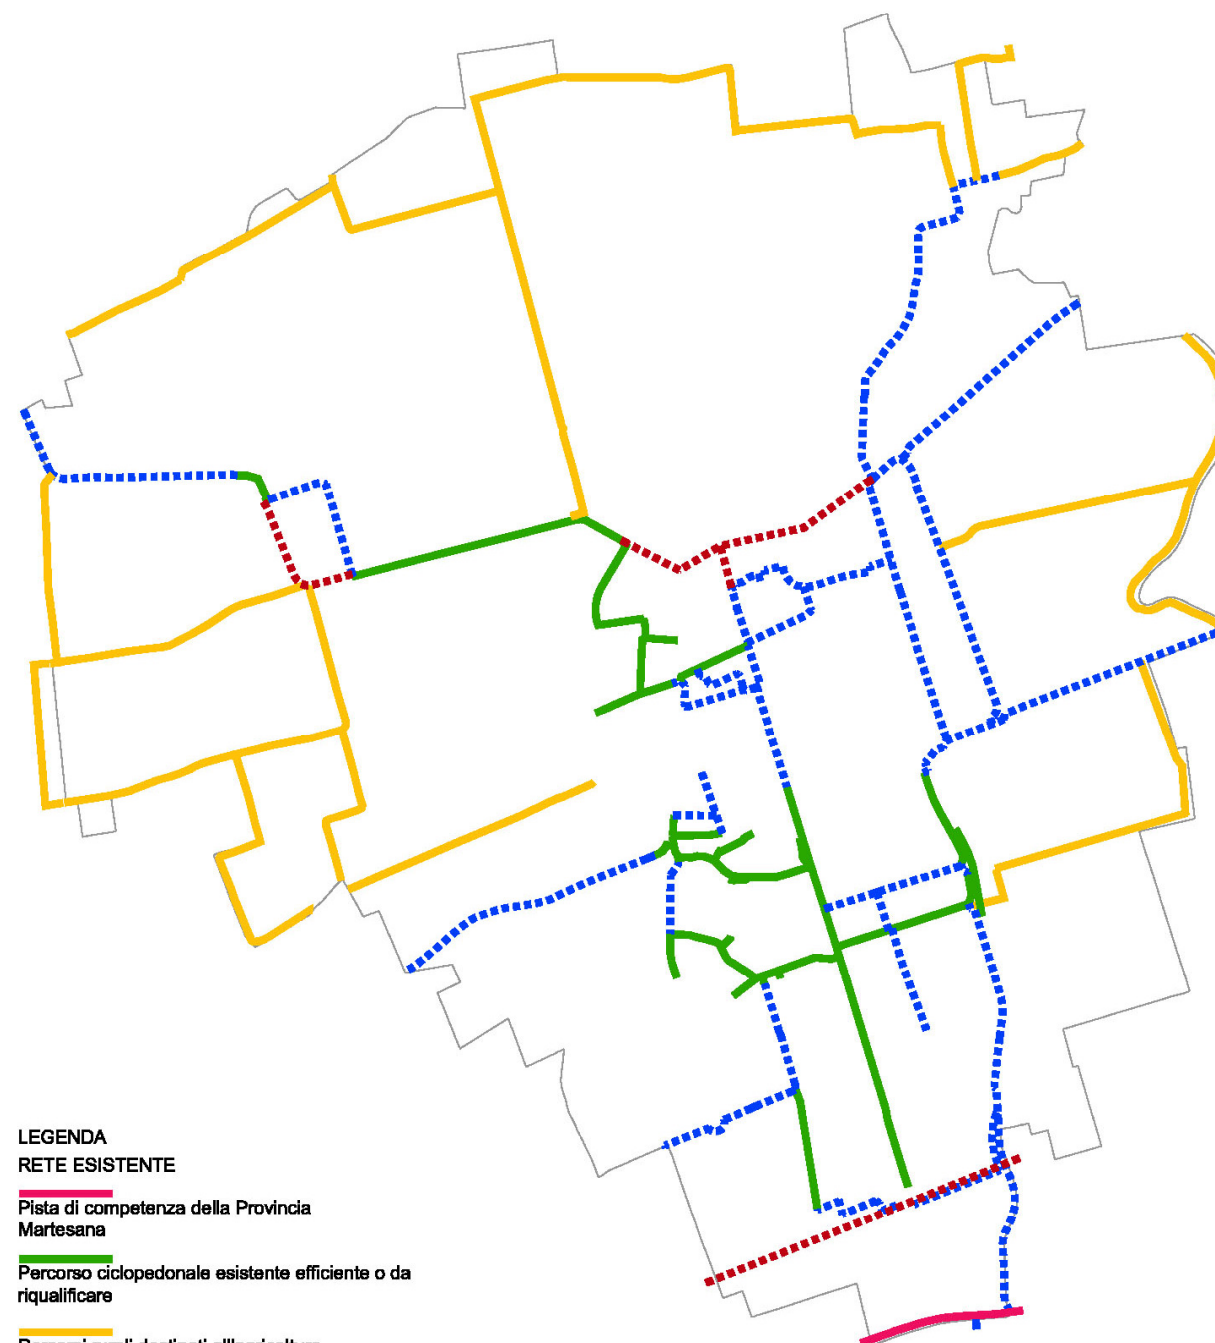 LEGENDA
RETE ESISTENTE
Pista di competenza della Provincia
Martesana
Percorso ciclopedonale esistente efficiente o da
riqualificare